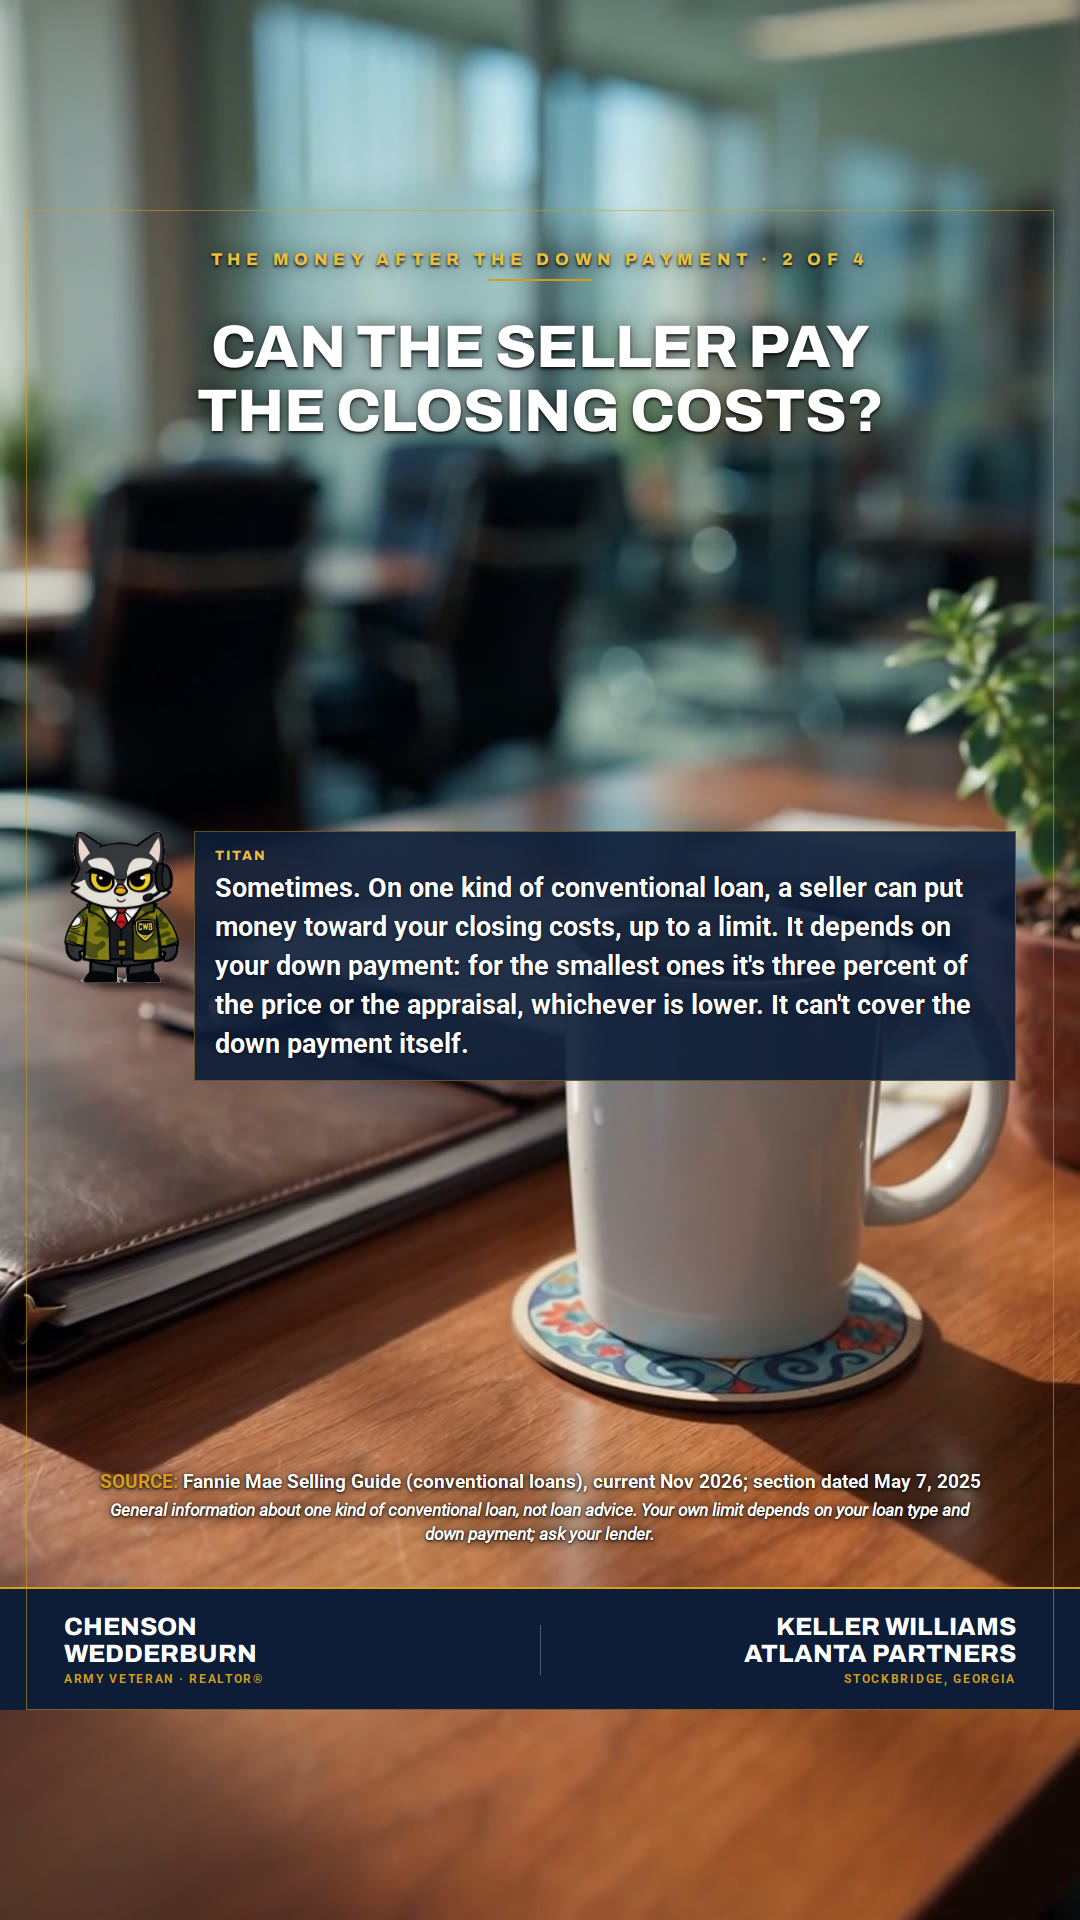 THE MONEY AFTER THE DOWN PAYMENT · 2 OF 4
CAN THE SELLER PAY
THE CLOSING COSTS?
TITAN
Sometimes. On one kind of conventional loan, a seller can put
money toward your closing costs, up to a limit. It depends on
your down payment: for the smallest ones it's three percent of
the price or the appraisal, whichever is lower. It can't cover the
down payment itself.
CWB
SOURCE: Fannie Mae Selling Guide (conventional loans), current Nov 2026; section dated May 7, 2025
General information about one kind of conventional loan, not loan advice. Your own limit depends on your loan type and
down payment; ask your lender.
CHENSON
WEDDERBURN
ARMY VETERAN · REALTOR®
KELLER WILLIAMS
ATLANTA PARTNERS
STOCKBRIDGE, GEORGIA